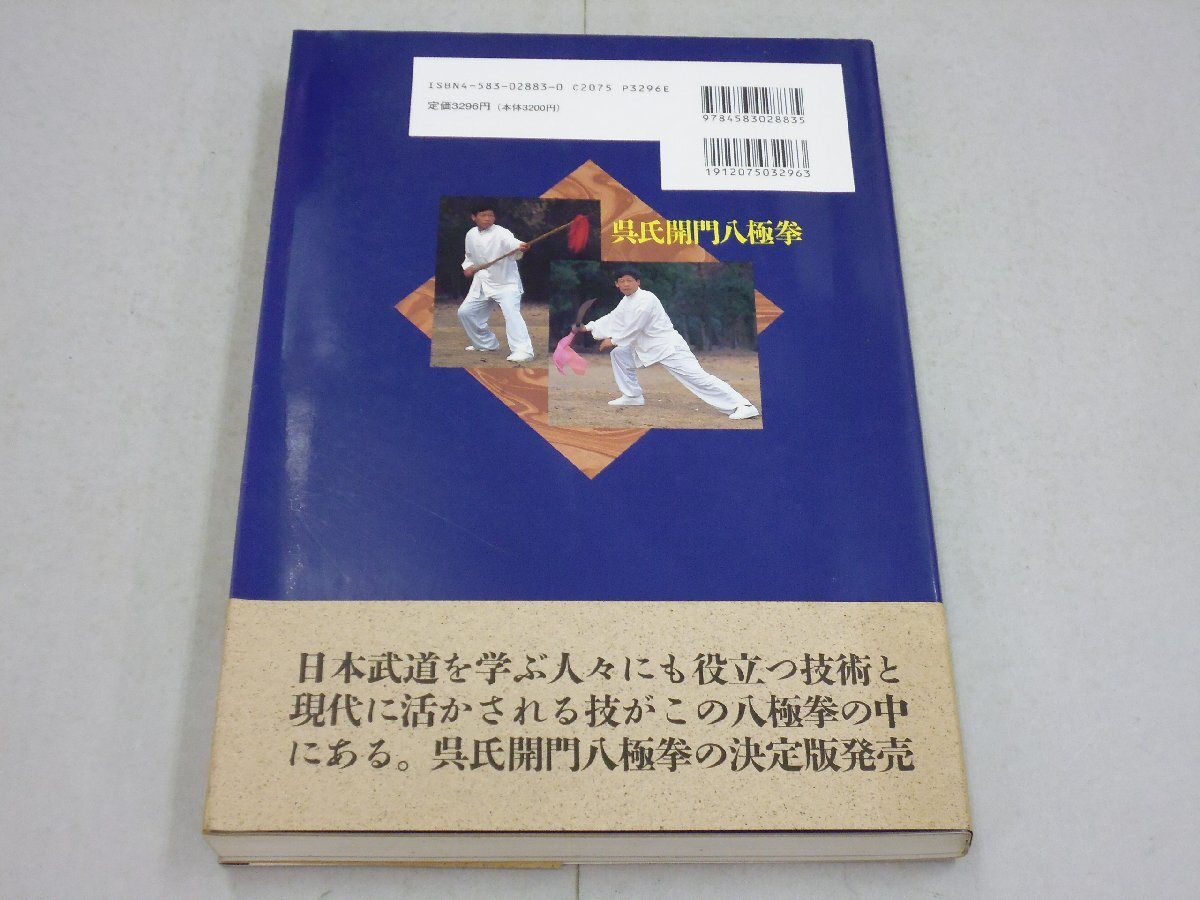 ISBN4-583-02883-0 C2075 P3296E
定価3296円（本体3200円）
9784583028835
1912075032963
呉氏開門八極拳
日本武道を学ぶ人々にも役立つ技術と
現代に活かされる技がこの八極拳の中
にある。呉氏開門八極拳の決定版発売